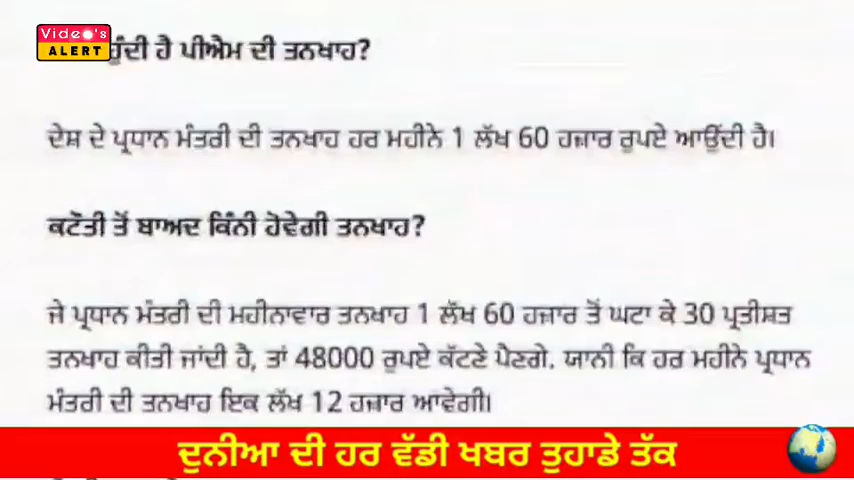 Video's
ALERT
ਹੁੰਦੀ ਹੈ ਪੀਐਮ ਦੀ ਤਨਖਾਹ?
ਦੇਸ਼ ਦੇ ਪ੍ਰਧਾਨ ਮੰਤਰੀ ਦੀ ਤਨਖਾਹ ਹਰ ਮਹੀਨੇ 1 ਲੱਖ 60 ਹਜ਼ਾਰ ਰੁਪਏ ਆਉਂਦੀ ਹੈ।
ਕਟੋਤੀ ਤੋਂ ਬਾਅਦ ਕਿੰਨੀ ਹੋਵੇਗੀ ਤਨਖਾਹ?
ਜੇ ਪ੍ਰਧਾਨ ਮੰਤਰੀ ਦੀ ਮਹੀਨਾਵਾਰ ਤਨਖਾਹ 1 ਲੱਖ 60 ਹਜ਼ਾਰ ਤੋਂ ਘਟਾ ਕੇ 30 ਪ੍ਰਤੀਸ਼ਤ
ਤਨਖਾਹ ਕੀਤੀ ਜਾਂਦੀ ਹੈ, ਤਾਂ 48000 ਰੁਪਏ ਕੱਟਣੇ ਪੈਣਗੇ. ਯਾਨੀ ਕਿ ਹਰ ਮਹੀਨੇ ਪ੍ਰਧਾਨ
ਮੰਤਰੀ ਦੀ ਤਨਖਾਹ ਇਕ ਲੱਖ 12 ਹਜ਼ਾਰ ਆਵੇਗੀ।
ਦੁਨੀਆ ਦੀ ਹਰ ਵੱਡੀ ਖਬਰ ਤੁਹਾਡੇ ਤੱਕ